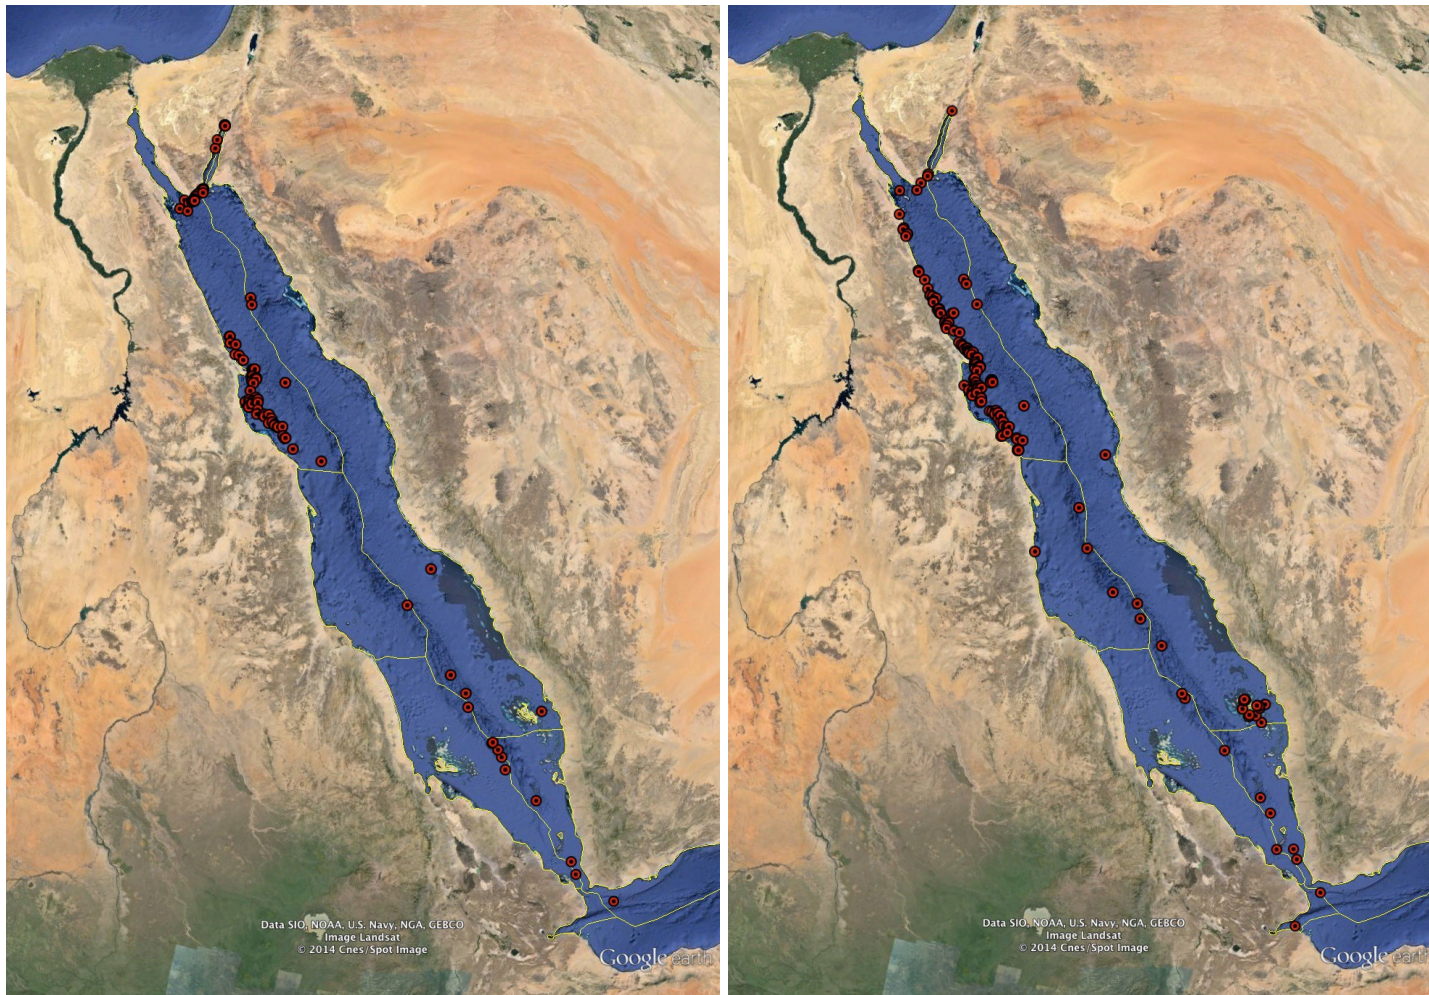 Data SIO, NOAA, U.S. Navy, NGA, GEBCO
Image Landsat
© 2014 Cnes/Spot Image
Google earth
Data SIO, NOAA, U.S. Navy, NGA, GEBCO
Image Landsat
© 2014 Cnes/Spot Image
Google earth